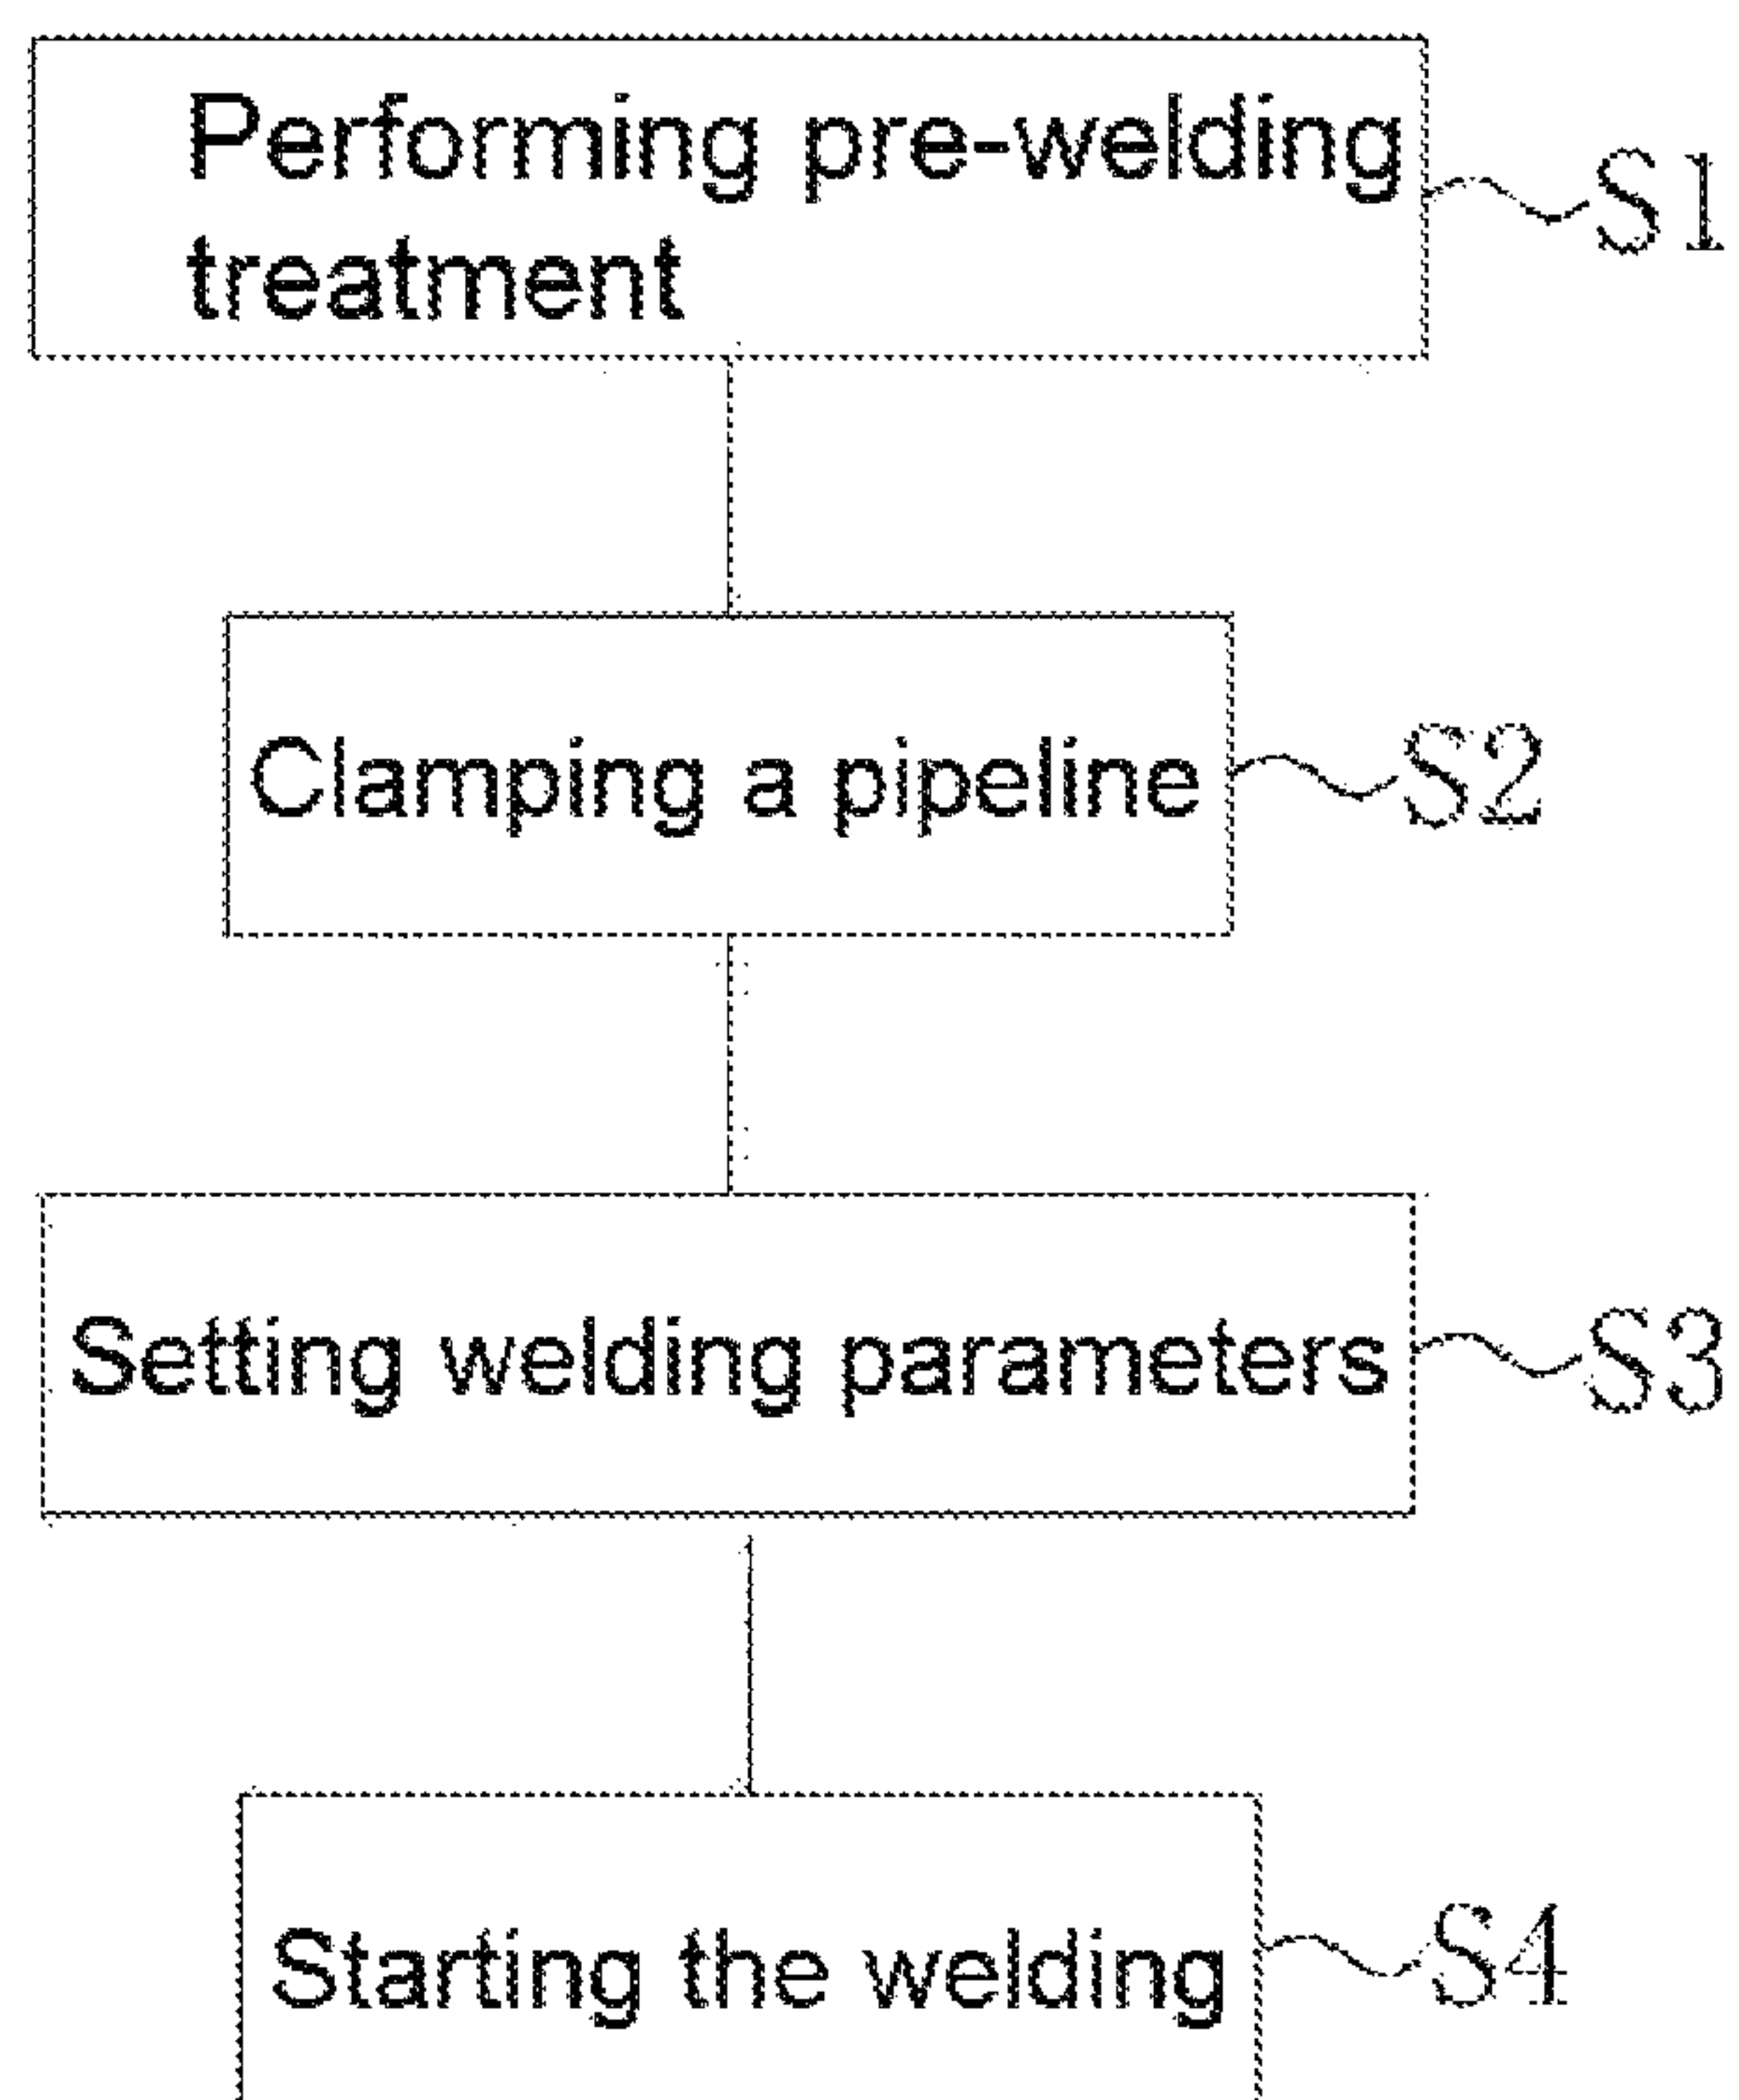 Performing pre-welding
treatment
S1
Clamping a pipeline
S2
Setting welding parameters
S3
Starting the welding
S4